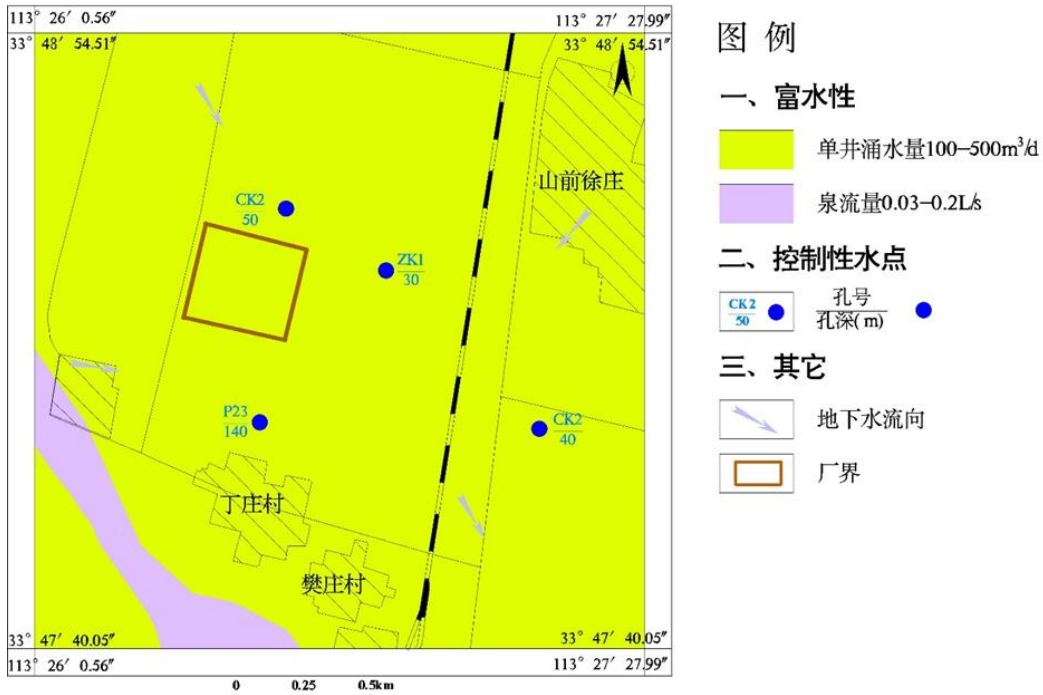 113° 26′ 0.56″
113° 27′ 27.99″
33° 48′ 54.51″
33° 48′ 54.51″
山前徐庄
CK2
50
ZK1
30
P23
140
CK2
40
丁庄村
樊庄村
33° 47′ 40.05″
33° 47′ 40.05″
113° 26′ 0.56″
113° 27′ 27.99″
0 0.25 0.5km
图 例
一、富水性
单井涌水量100-500m³/d
泉流量0.03-0.2L/s
二、控制性水点
CK2
50
孔号
孔深(m)
三、其它
地下水流向
厂界